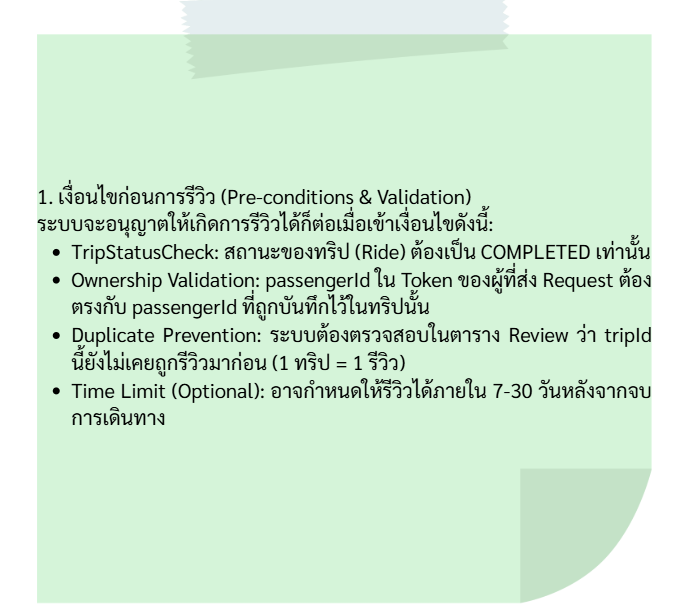 1. เงื่อนไขก่อนการรีวิว (Pre-conditions & Validation)
ระบบจะอนุญาตให้เกิดการรีวิวได้ก็ต่อเมื่อเข้าเงื่อนไขดังนี้:
• TripStatusCheck: สถานะของทริป (Ride) ต้องเป็น COMPLETED เท่านั้น
• Ownership Validation: passengerId ใน Token ของผู้ที่ส่ง Request ต้อง
ตรงกับ passengerId ที่ถูกบันทึกไว้ในทริปนั้น
• Duplicate Prevention: ระบบต้องตรวจสอบในตาราง Review ว่า tripId
นี้ยังไม่เคยถูกรีวิวมาก่อน (1 ทริป = 1 รีวิว)
• Time Limit (Optional): อาจกำหนดให้รีวิวได้ภายใน 7-30 วันหลังจากจบ
การเดินทาง